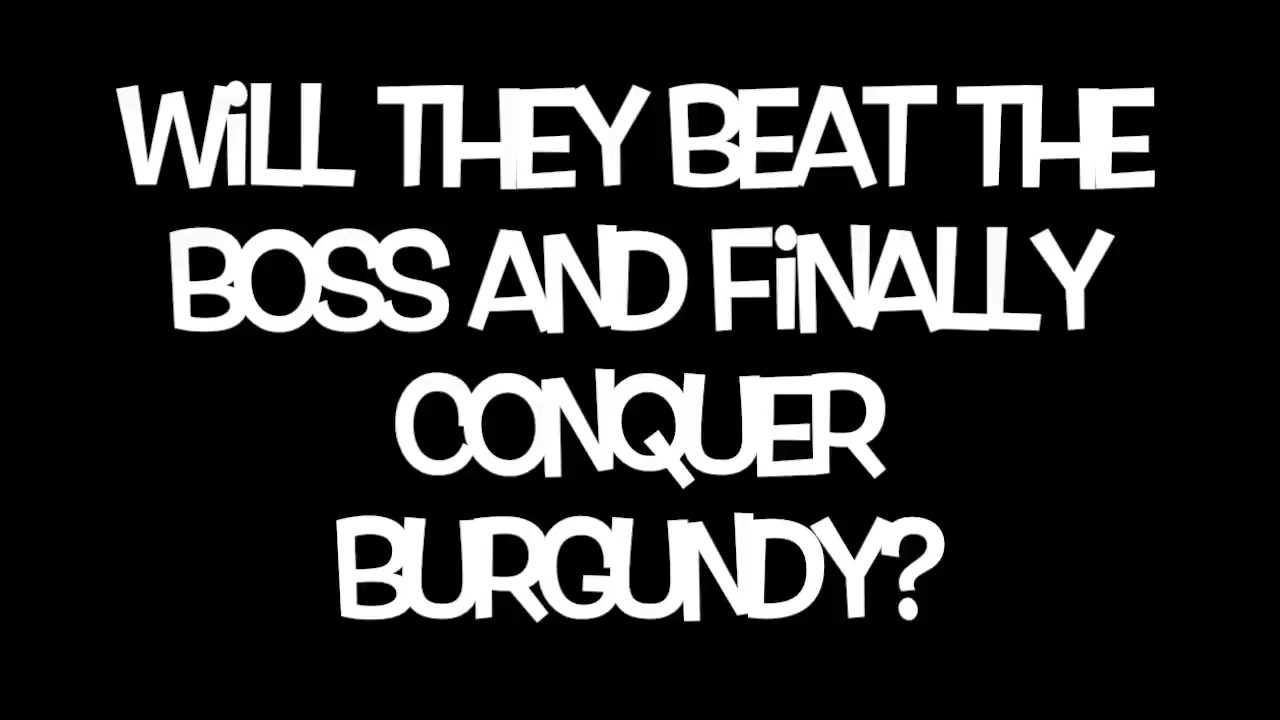 WiLL THEY BEAT THE
BOSS AND FiNALLY
CONQUER
BURGUNDY?